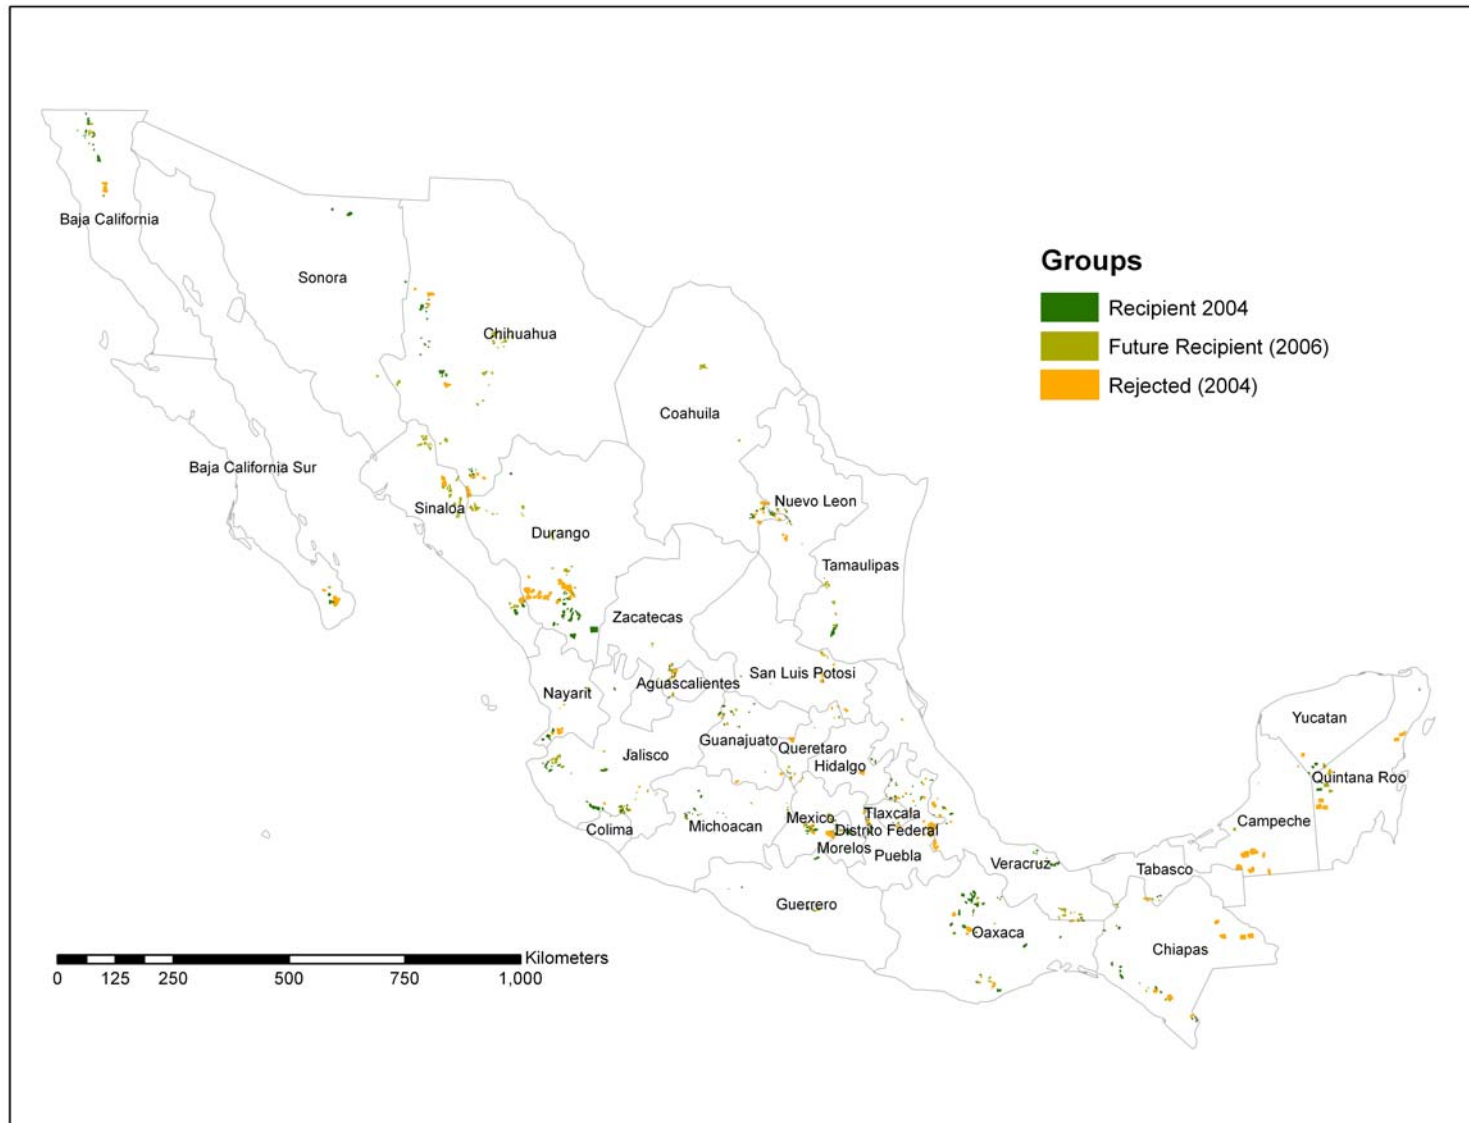 Groups
Recipient 2004
Future Recipient (2006)
Rejected (2004)
Baja California
Sonora
Chihuahua
Coahuila
Baja California Sur
Sinaloa
Nuevo Leon
Durango
Tamaulipas
Zacatecas
San Luis Potosi
Aguascalientes
Nayarit
Yucatan
Guanajuato
Queretaro
Jalisco
Hidalgo
Quintana Roo
Tlaxcala
Mexico
Campeche
Colima
Michoacan
Distrito Federal
Morelos
Puebla
Veracruz
Tabasco
Guerrero
Oaxaca
Chiapas
Kilometers
0 125 250 500 750 1,000